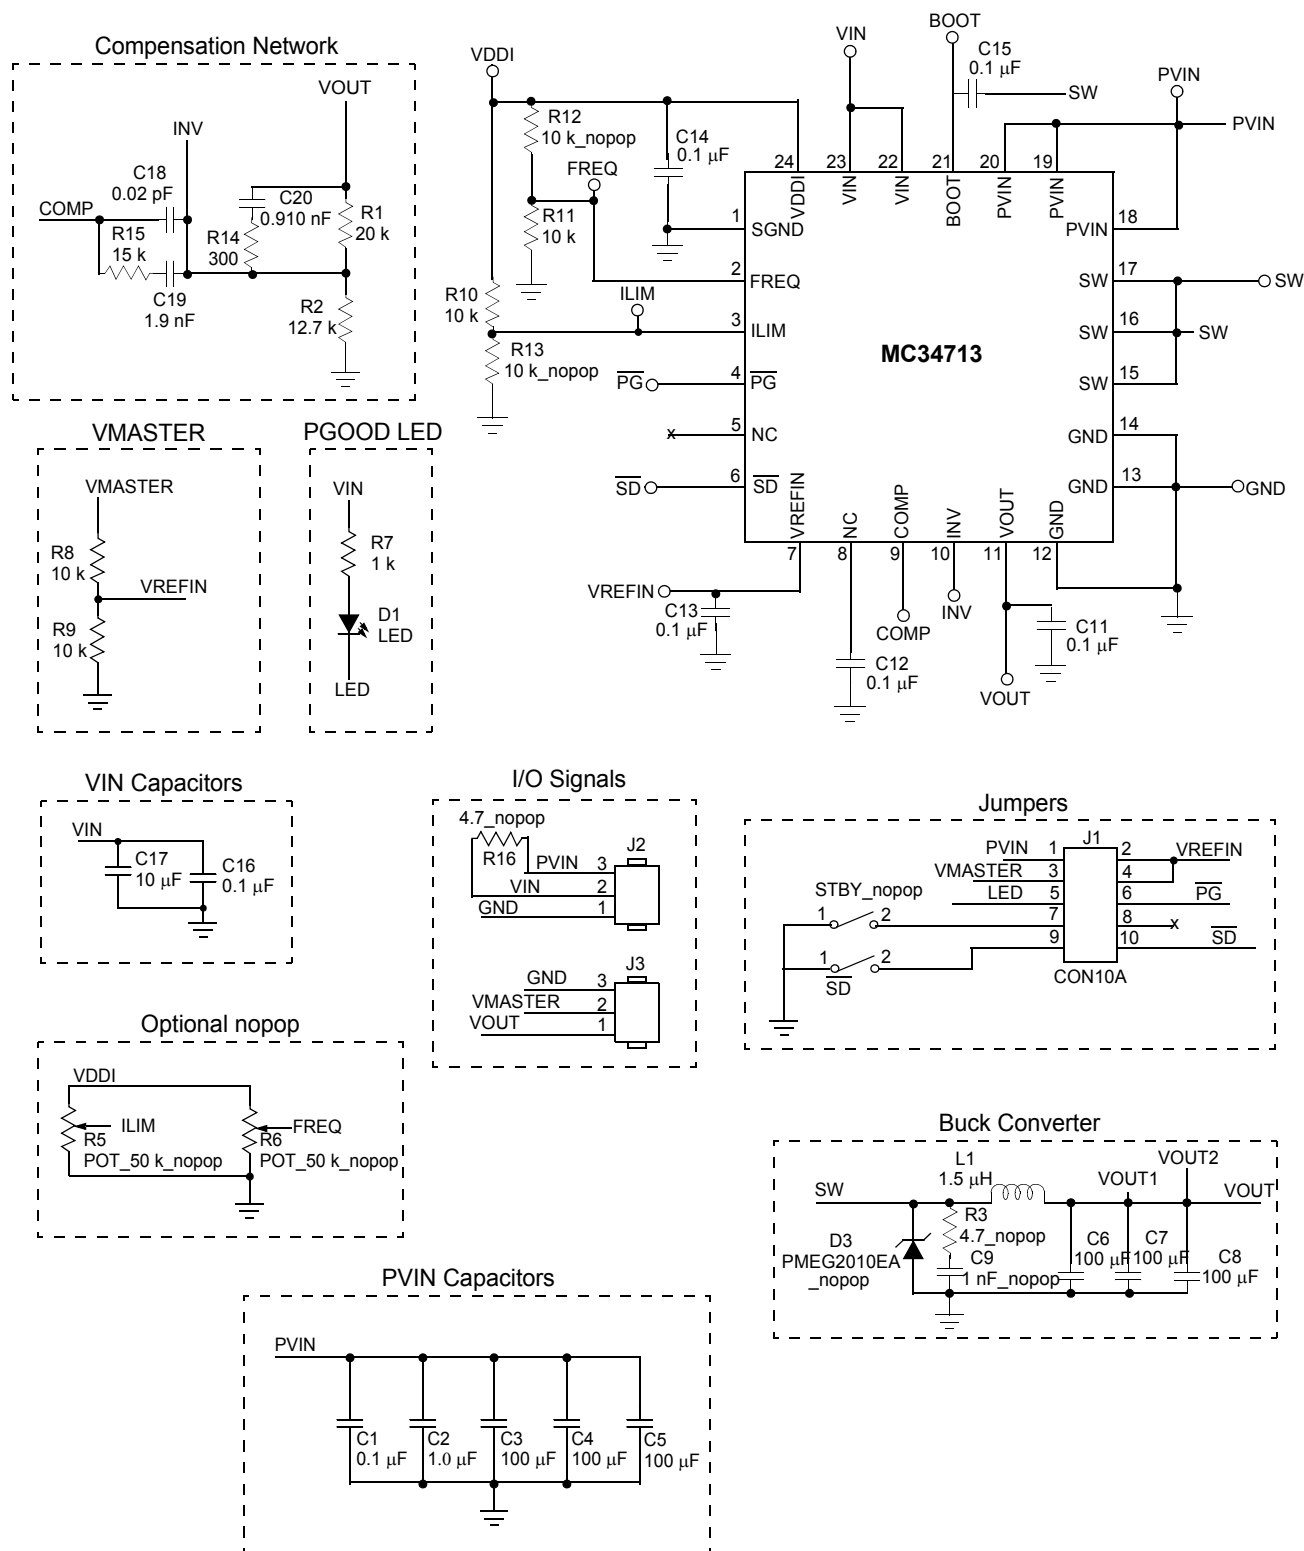 Compensation Network
VOUT
INV
C18
0.02 pF
COMP
C20
0.910 nF
R1
20 k
R15
15 k
R14
300
C19
1.9 nF
R2
12.7 k
VDDI
R12
10 k_nopop
FREQ
R11
10 k
C14
0.1 μF
R10
10 k
ILIM
R13
10 k_nopop
VIN
BOOT
C15
0.1 μF
SW
PVIN
PVIN
24
23
22
21
20
19
VDDI
VIN
VIN
BOOT
PVIN
PVIN
1
SGND
2
FREQ
3
ILIM
PG
4
PG
5
NC
x
SD
6
SD
MC34713
18
PVIN
17
SW
SW
16
SW
SW
15
SW
14
GND
13
GND
GND
VREFIN
NC
COMP
INV
VOUT
GND
7
8
9
10
11
12
VREFIN
C13
0.1 μF
C12
0.1 μF
COMP
INV
VOUT
C11
0.1 μF
VMASTER
VMASTER
R8
10 k
VREFIN
R9
10 k
PGOOD LED
VIN
R7
1 k
D1
LED
LED
VIN Capacitors
VIN
C17
10 μF
C16
0.1 μF
I/O Signals
4.7_nopop
R16
J2
PVIN 3
VIN 2
GND 1
J3
GND 3
VMASTER 2
VOUT 1
Jumpers
J1
PVIN 1
2 VREFIN
VMASTER 3
4
LED 5
6 PG
7
8 x
9
10 SD
CON10A
STBY_nopop
1 2
1 2
SD
Optional nopop
VDDI
ILIM
R5
POT_50 k_nopop
FREQ
R6
POT_50 k_nopop
Buck Converter
L1
1.5 μH
SW
VOUT1
VOUT2
VOUT
D3
PMEG2010EA
_nopop
R3
4.7_nopop
C9
1 nF_nopop
C6
100 μF
C7
100 μF
C8
100 μF
PVIN Capacitors
PVIN
C1
0.1 μF
C2
1.0 μF
C3
100 μF
C4
100 μF
C5
100 μF